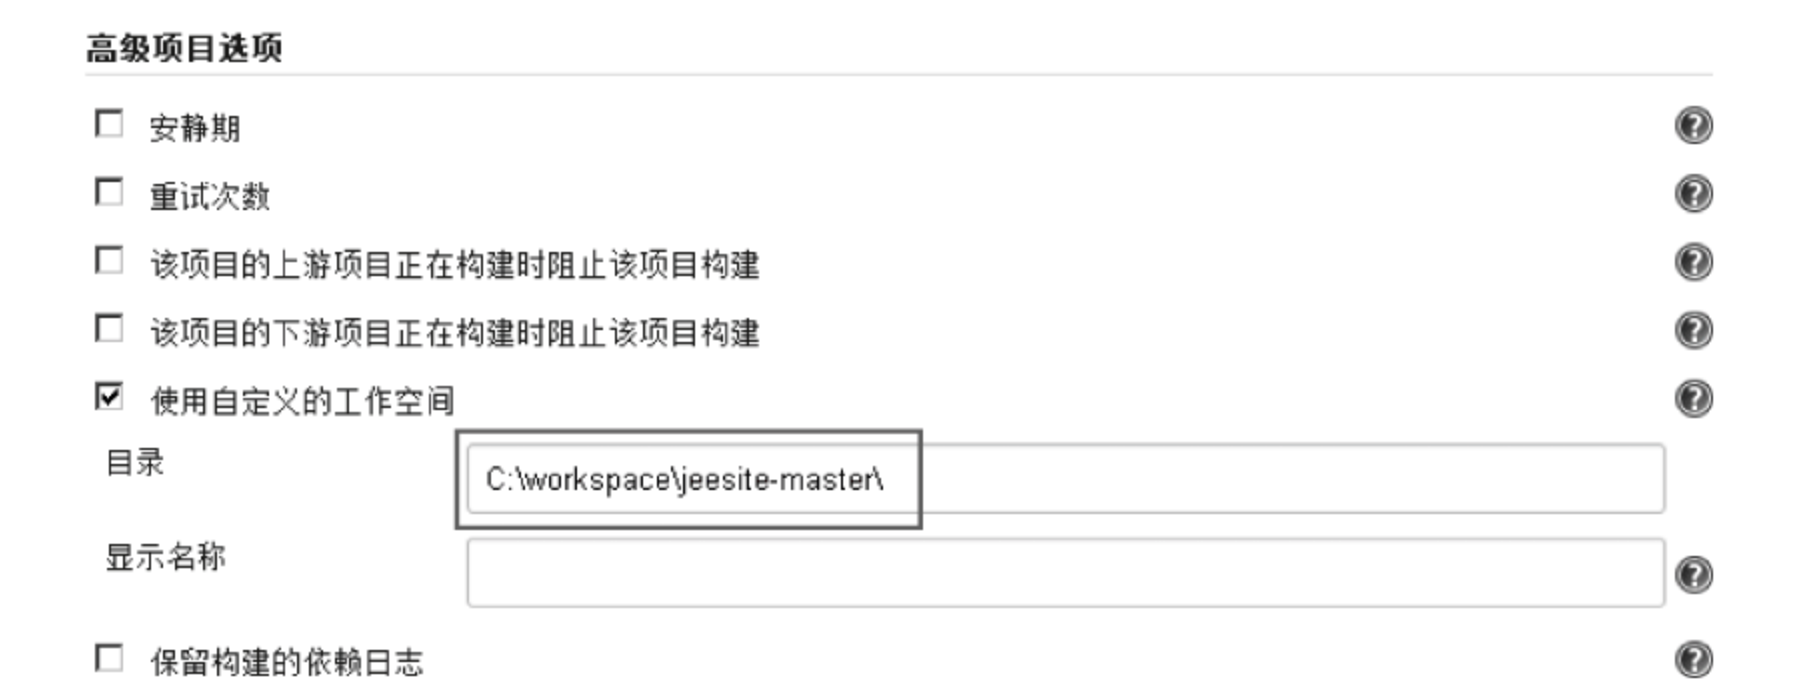 高级项目选项
安静期
重试次数
该项目的上游项目正在构建时阻止该项目构建
该项目的下游项目正在构建时阻止该项目构建
使用自定义的工作空间
目录
C:\workspace\jeesite-master\
显示名称
保留构建的依赖日志